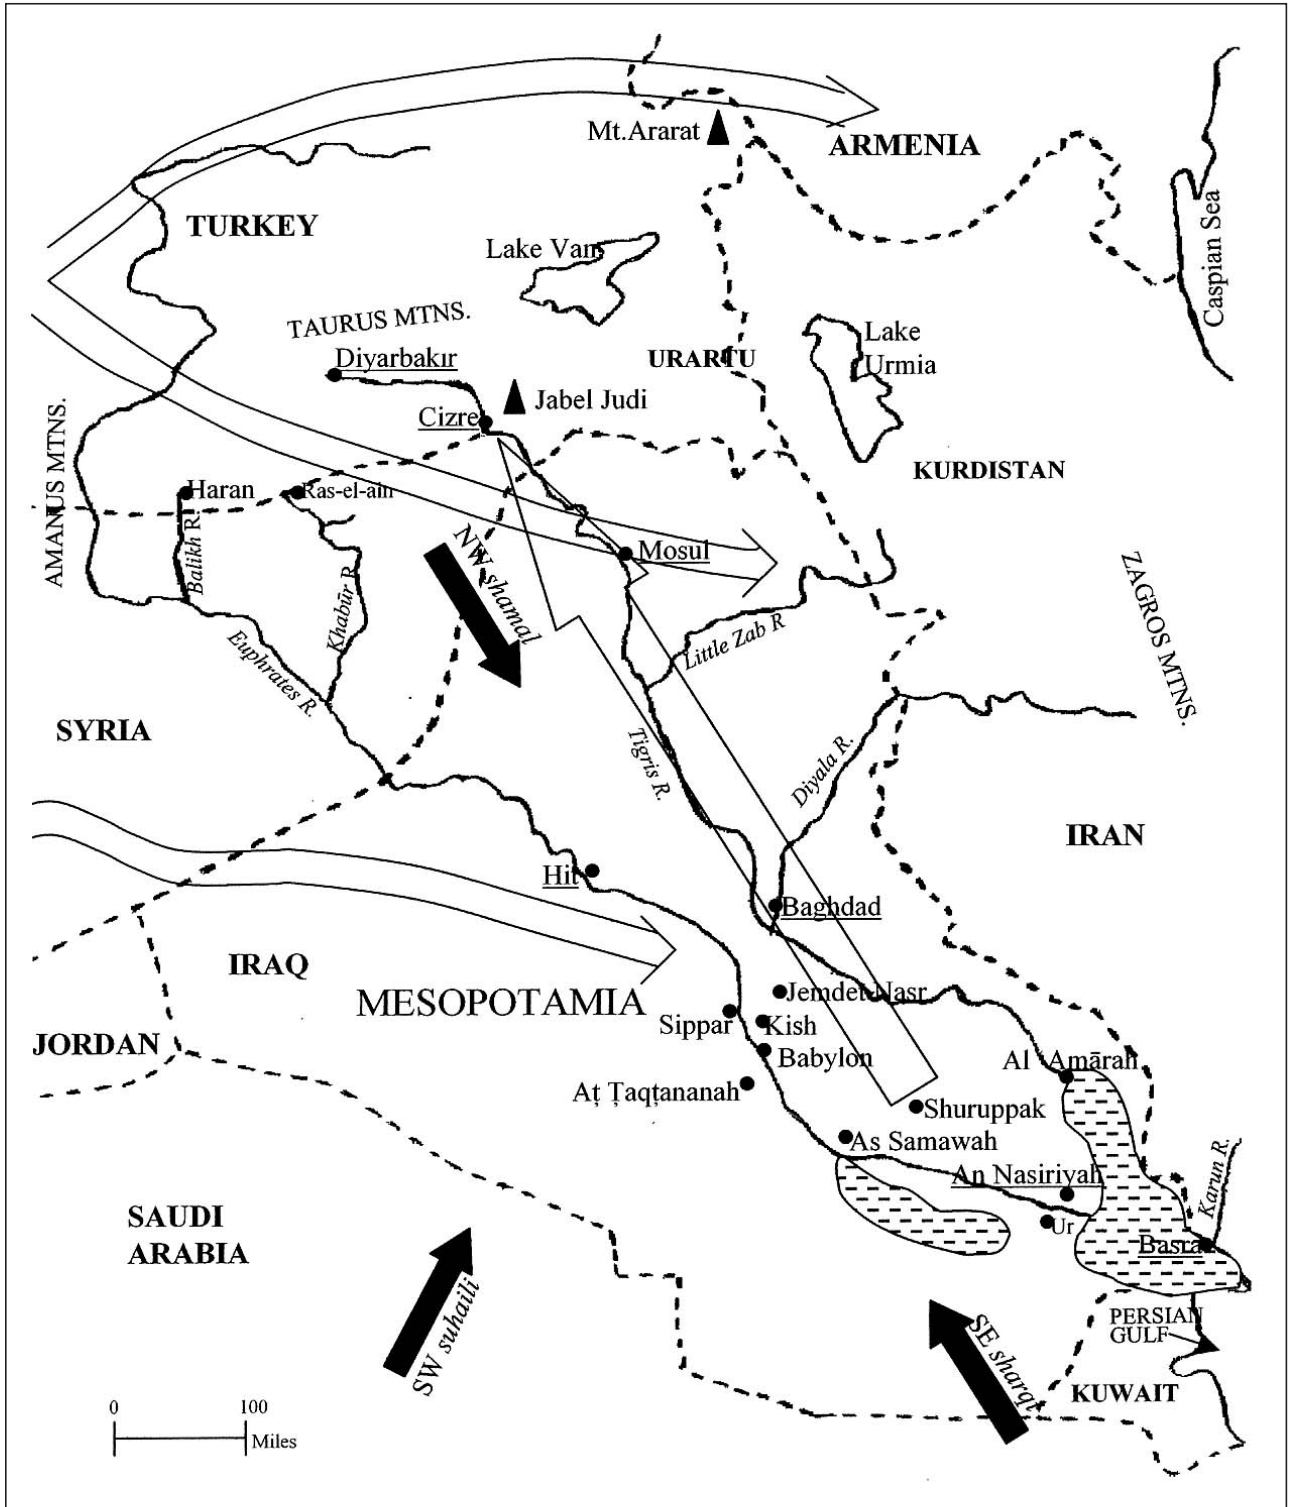 Mt.Ararat
ARMENIA
TURKEY
Caspian Sea
Lake Van
TAURUS MTNS.
Lake
Urmia
URARTU
Diyarbakır
Jabel Judi
Cizre
AMANUS MTNS.
KURDISTAN
Haran
Ras-el-ain
Balikh R.
NW shamal
Mosul
Khabūr R.
ZAGROS MTNS.
Little Zab R
Euphrates R.
SYRIA
Tigris R.
Diyala R.
IRAN
Hit
Baghdad
IRAQ
MESOPOTAMIA
Jemdet Nasr
Sippar
Kish
JORDAN
Babylon
Al Amārah
Aṭ Ṭaqṭananah
Shuruppak
As Samawah
An Nasiriyah
Karun R.
SAUDI
ARABIA
Ur
Basra
SW suhaili
SE sharqi
PERSIAN
GULF
KUWAIT
0 100
Miles